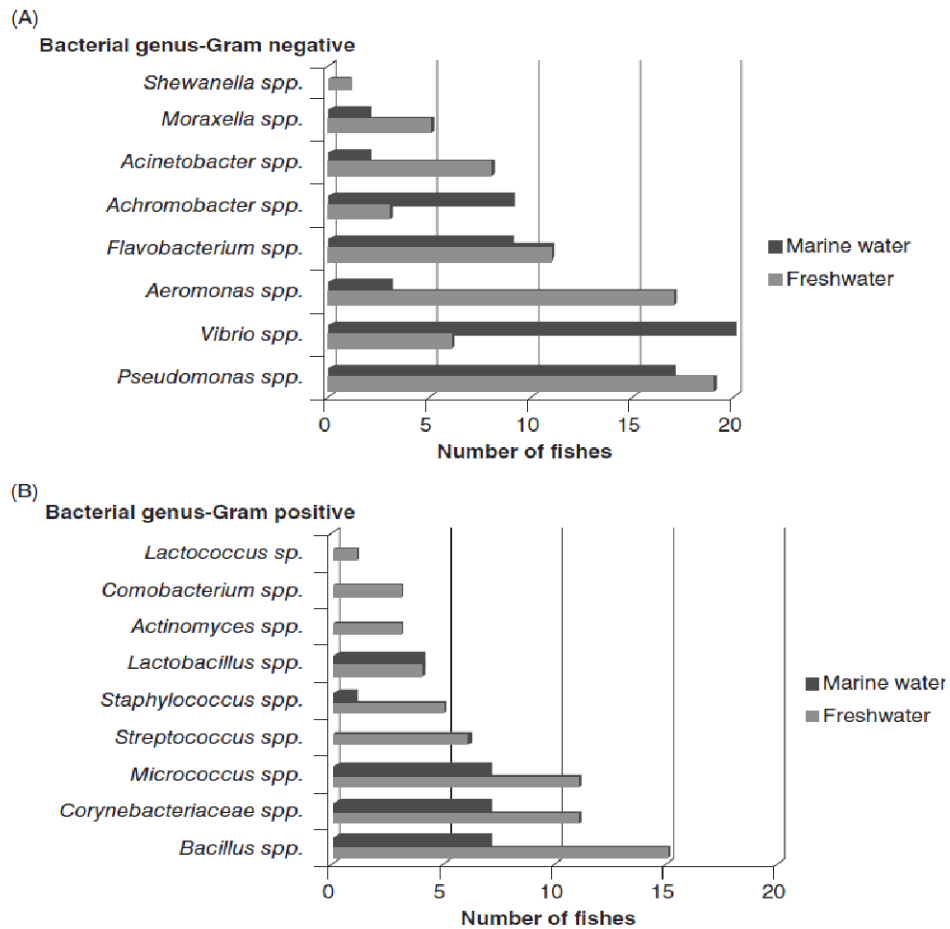 (A)
Bacterial genus-Gram negative
Shewanella spp.
Moraxella spp.
Acinetobacter spp.
Achromobacter spp.
Flavobacterium spp.
Aeromonas spp.
Vibrio spp.
Pseudomonas spp.
0 5 10 15 20
Number of fishes
Marine water
Freshwater
(B)
Bacterial genus-Gram positive
Lactococcus sp.
Comobacterium spp.
Actinomyces spp.
Lactobacillus spp.
Staphylococcus spp.
Streptococcus spp.
Micrococcus spp.
Corynebacteriaceae spp.
Bacillus spp.
0 5 10 15 20
Number of fishes
Marine water
Freshwater